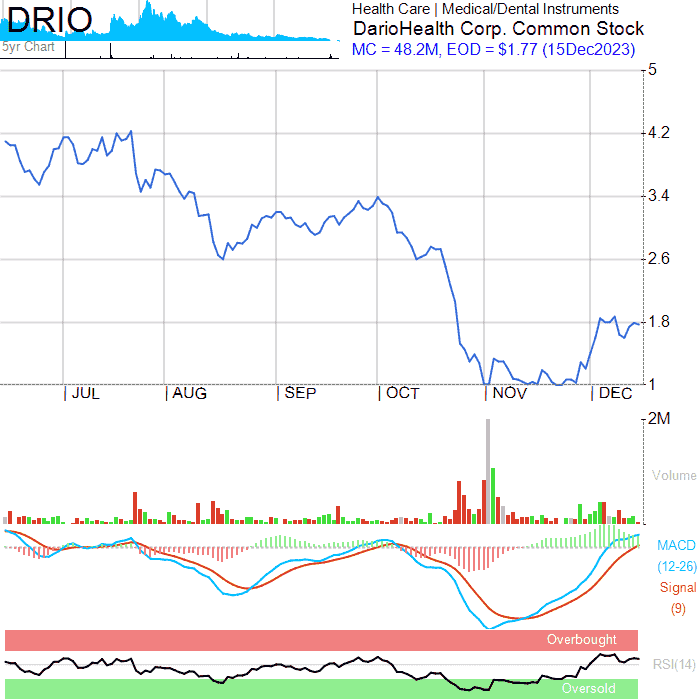 DRIO
5yr Chart
Health Care | Medical/Dental Instruments
DarioHealth Corp. Common Stock
MC = 48.2M, EOD = $1.77 (15Dec2023)
5
4.2
3.4
2.6
1.8
1
JUL AUG SEP OCT NOV DEC
2M
Volume
MACD
(12-26)
Signal
(9)
Overbought
RSI(14)
Oversold